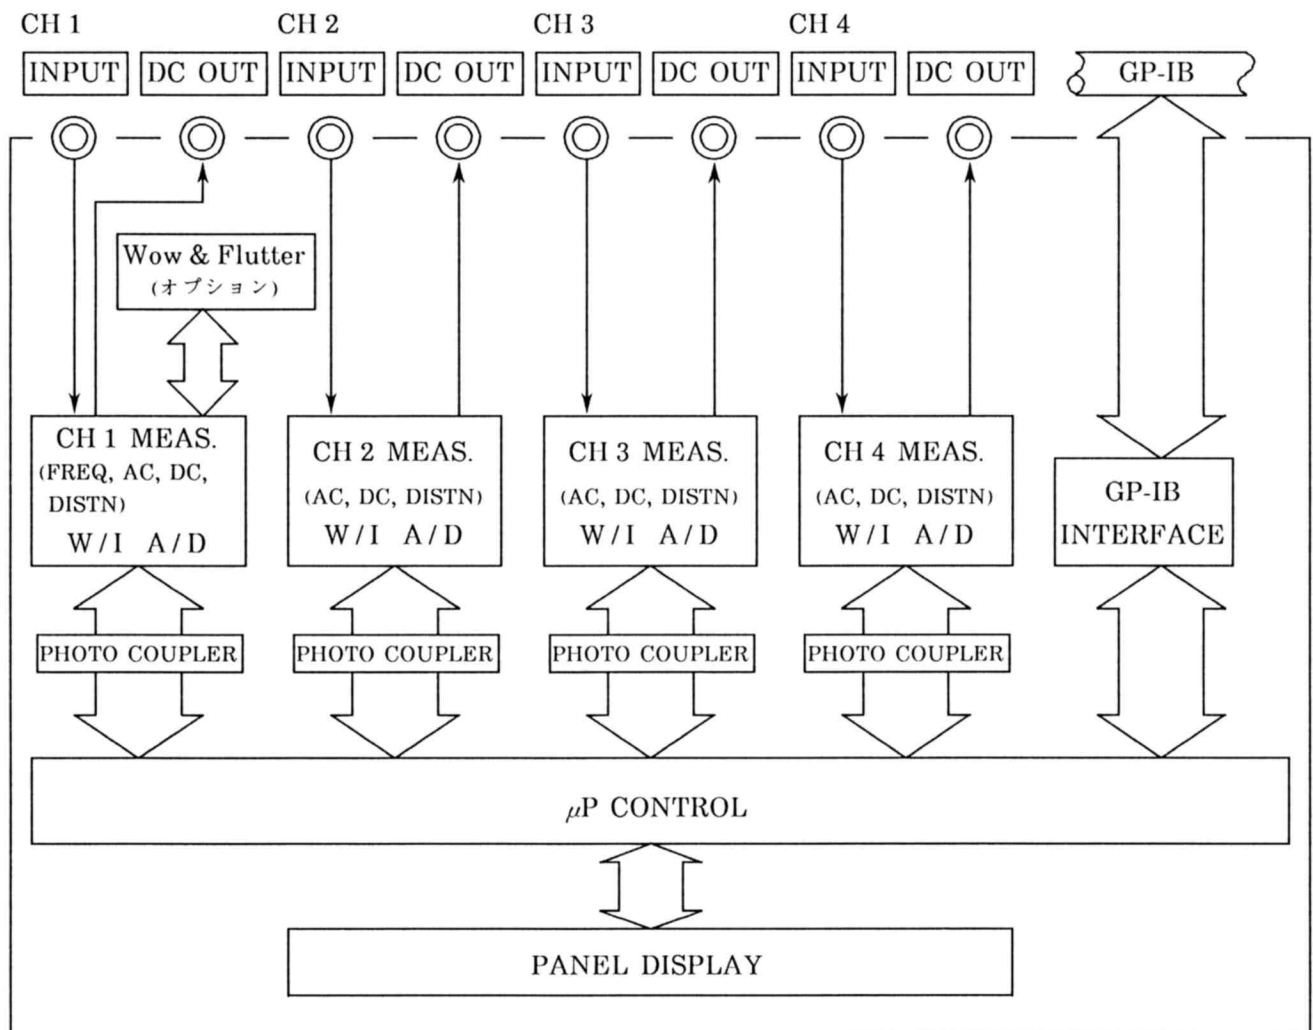 CH 1
CH 2
CH 3
CH 4
INPUT
DC OUT
INPUT
DC OUT
INPUT
DC OUT
INPUT
DC OUT
GP-IB
Wow & Flutter
(オプション)
CH 1 MEAS.
(FREQ, AC, DC,
DISTN)
W/I A/D
CH 2 MEAS.
(AC, DC, DISTN)
W/I A/D
CH 3 MEAS.
(AC, DC, DISTN)
W/I A/D
CH 4 MEAS.
(AC, DC, DISTN)
W/I A/D
GP-IB
INTERFACE
PHOTO COUPLER
PHOTO COUPLER
PHOTO COUPLER
PHOTO COUPLER
μP CONTROL
PANEL DISPLAY